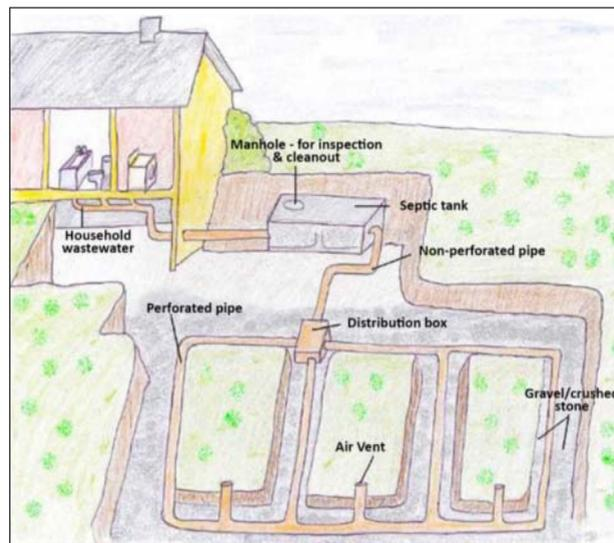 Manhole - for inspection
& cleanout
Septic tank
Household
wastewater
Non-perforated pipe
Perforated pipe
Distribution box
Gravel/crushed
stone
Air Vent